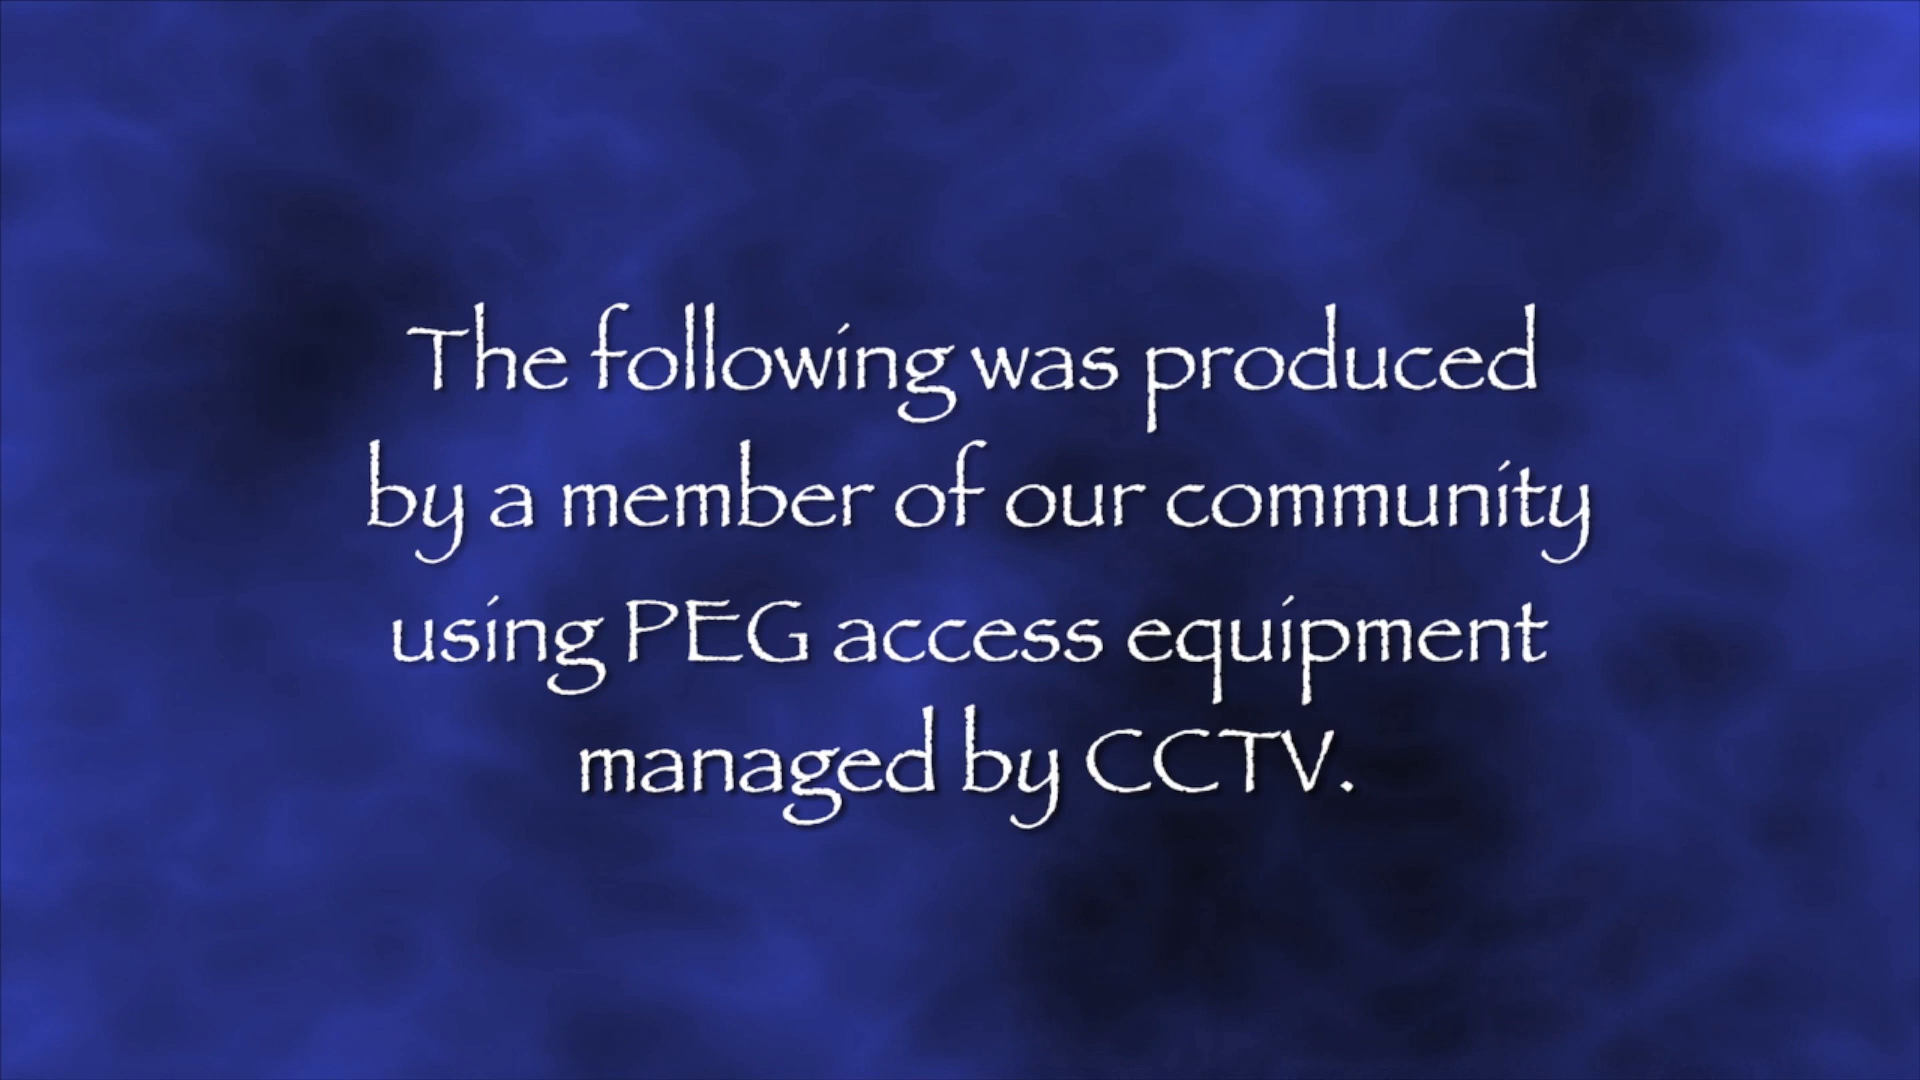 The following was produced
by a member of our community
using PEG access equipment
managed by CCTV.